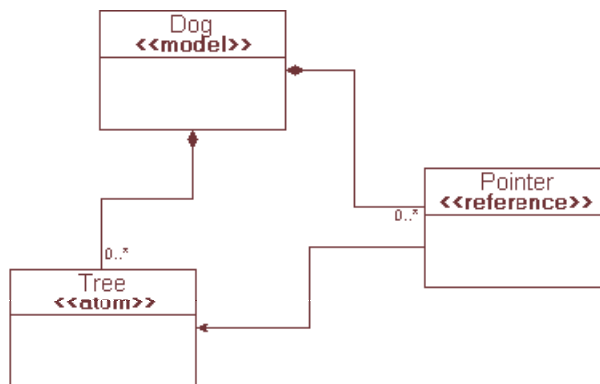 Dog
<<model>>
Pointer
<<reference>>
0..*
0..*
Tree
<<atom>>